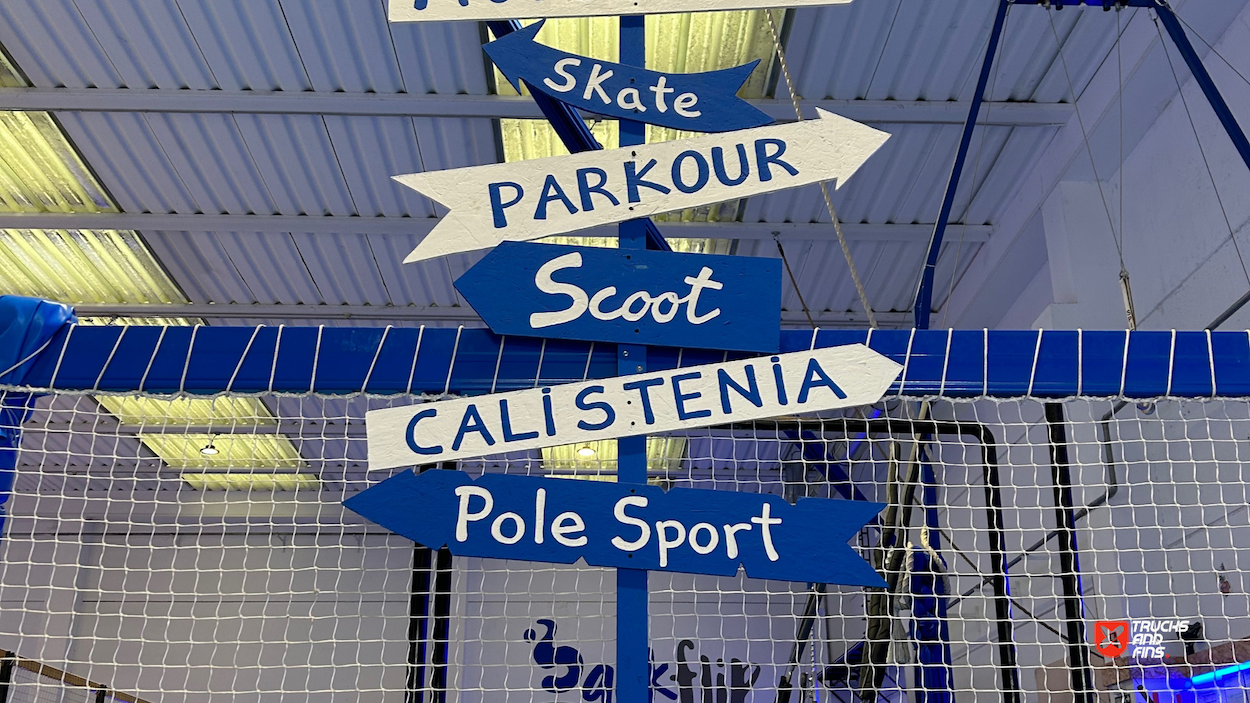 SKate
PARKOUR
Scoot
CALiSTENiA
Pole Sport
TRUCKS
AND
FINS